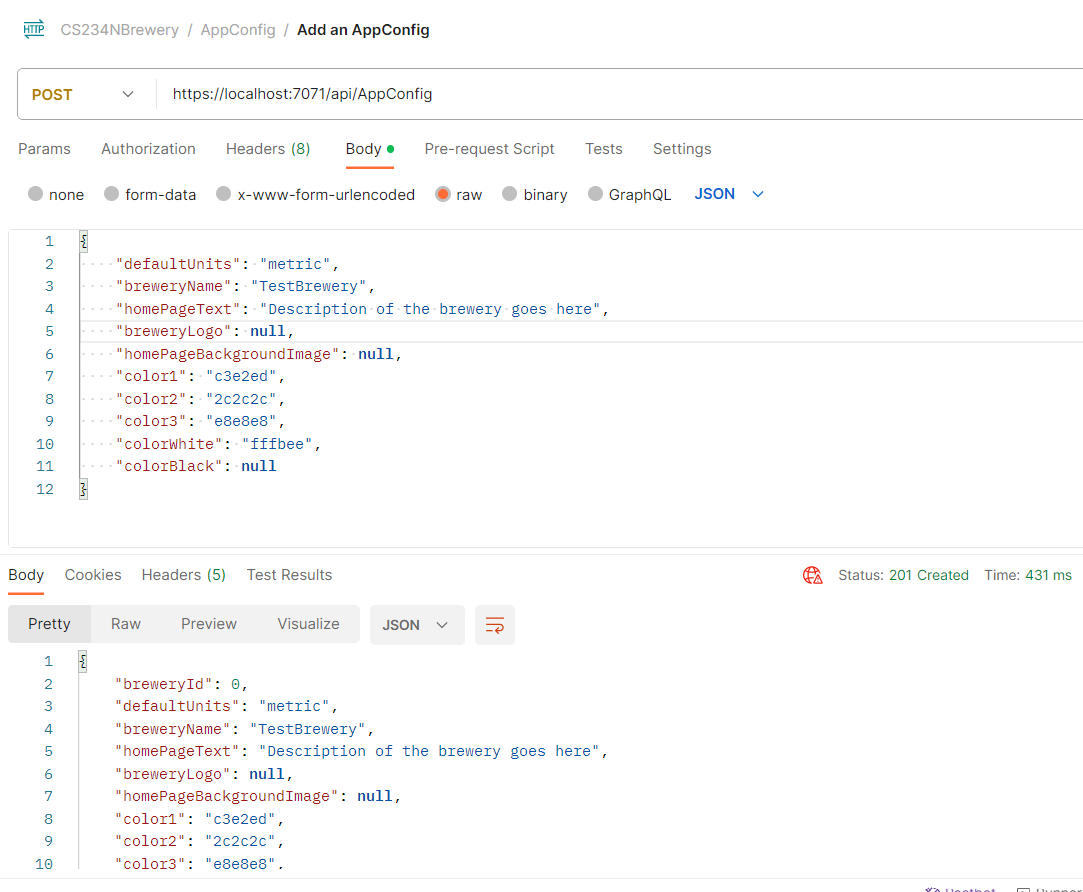 HTTP CS234NBrewery / AppConfig / Add an AppConfig
POST https://localhost:7071/api/AppConfig
Params Authorization Headers (8) Body Pre-request Script Tests Settings
none form-data x-www-form-urlencoded raw binary GraphQL JSON
1 {
2 "defaultUnits": "metric",
3 "breweryName": "TestBrewery",
4 "homePageText": "Description of the brewery goes here",
5 "breweryLogo": null,
6 "homePageBackgroundImage": null,
7 "color1": "c3e2ed",
8 "color2": "2c2c2c",
9 "color3": "e8e8e8",
10 "colorWhite": "fffbee",
11 "colorBlack": null
12 }
Body Cookies Headers (5) Test Results Status: 201 Created Time: 431 ms
Pretty Raw Preview Visualize JSON
1 {
2 "breweryId": 0,
3 "defaultUnits": "metric",
4 "breweryName": "TestBrewery",
5 "homePageText": "Description of the brewery goes here",
6 "breweryLogo": null,
7 "homePageBackgroundImage": null,
8 "color1": "c3e2ed",
9 "color2": "2c2c2c",
10 "color3": "e8e8e8",